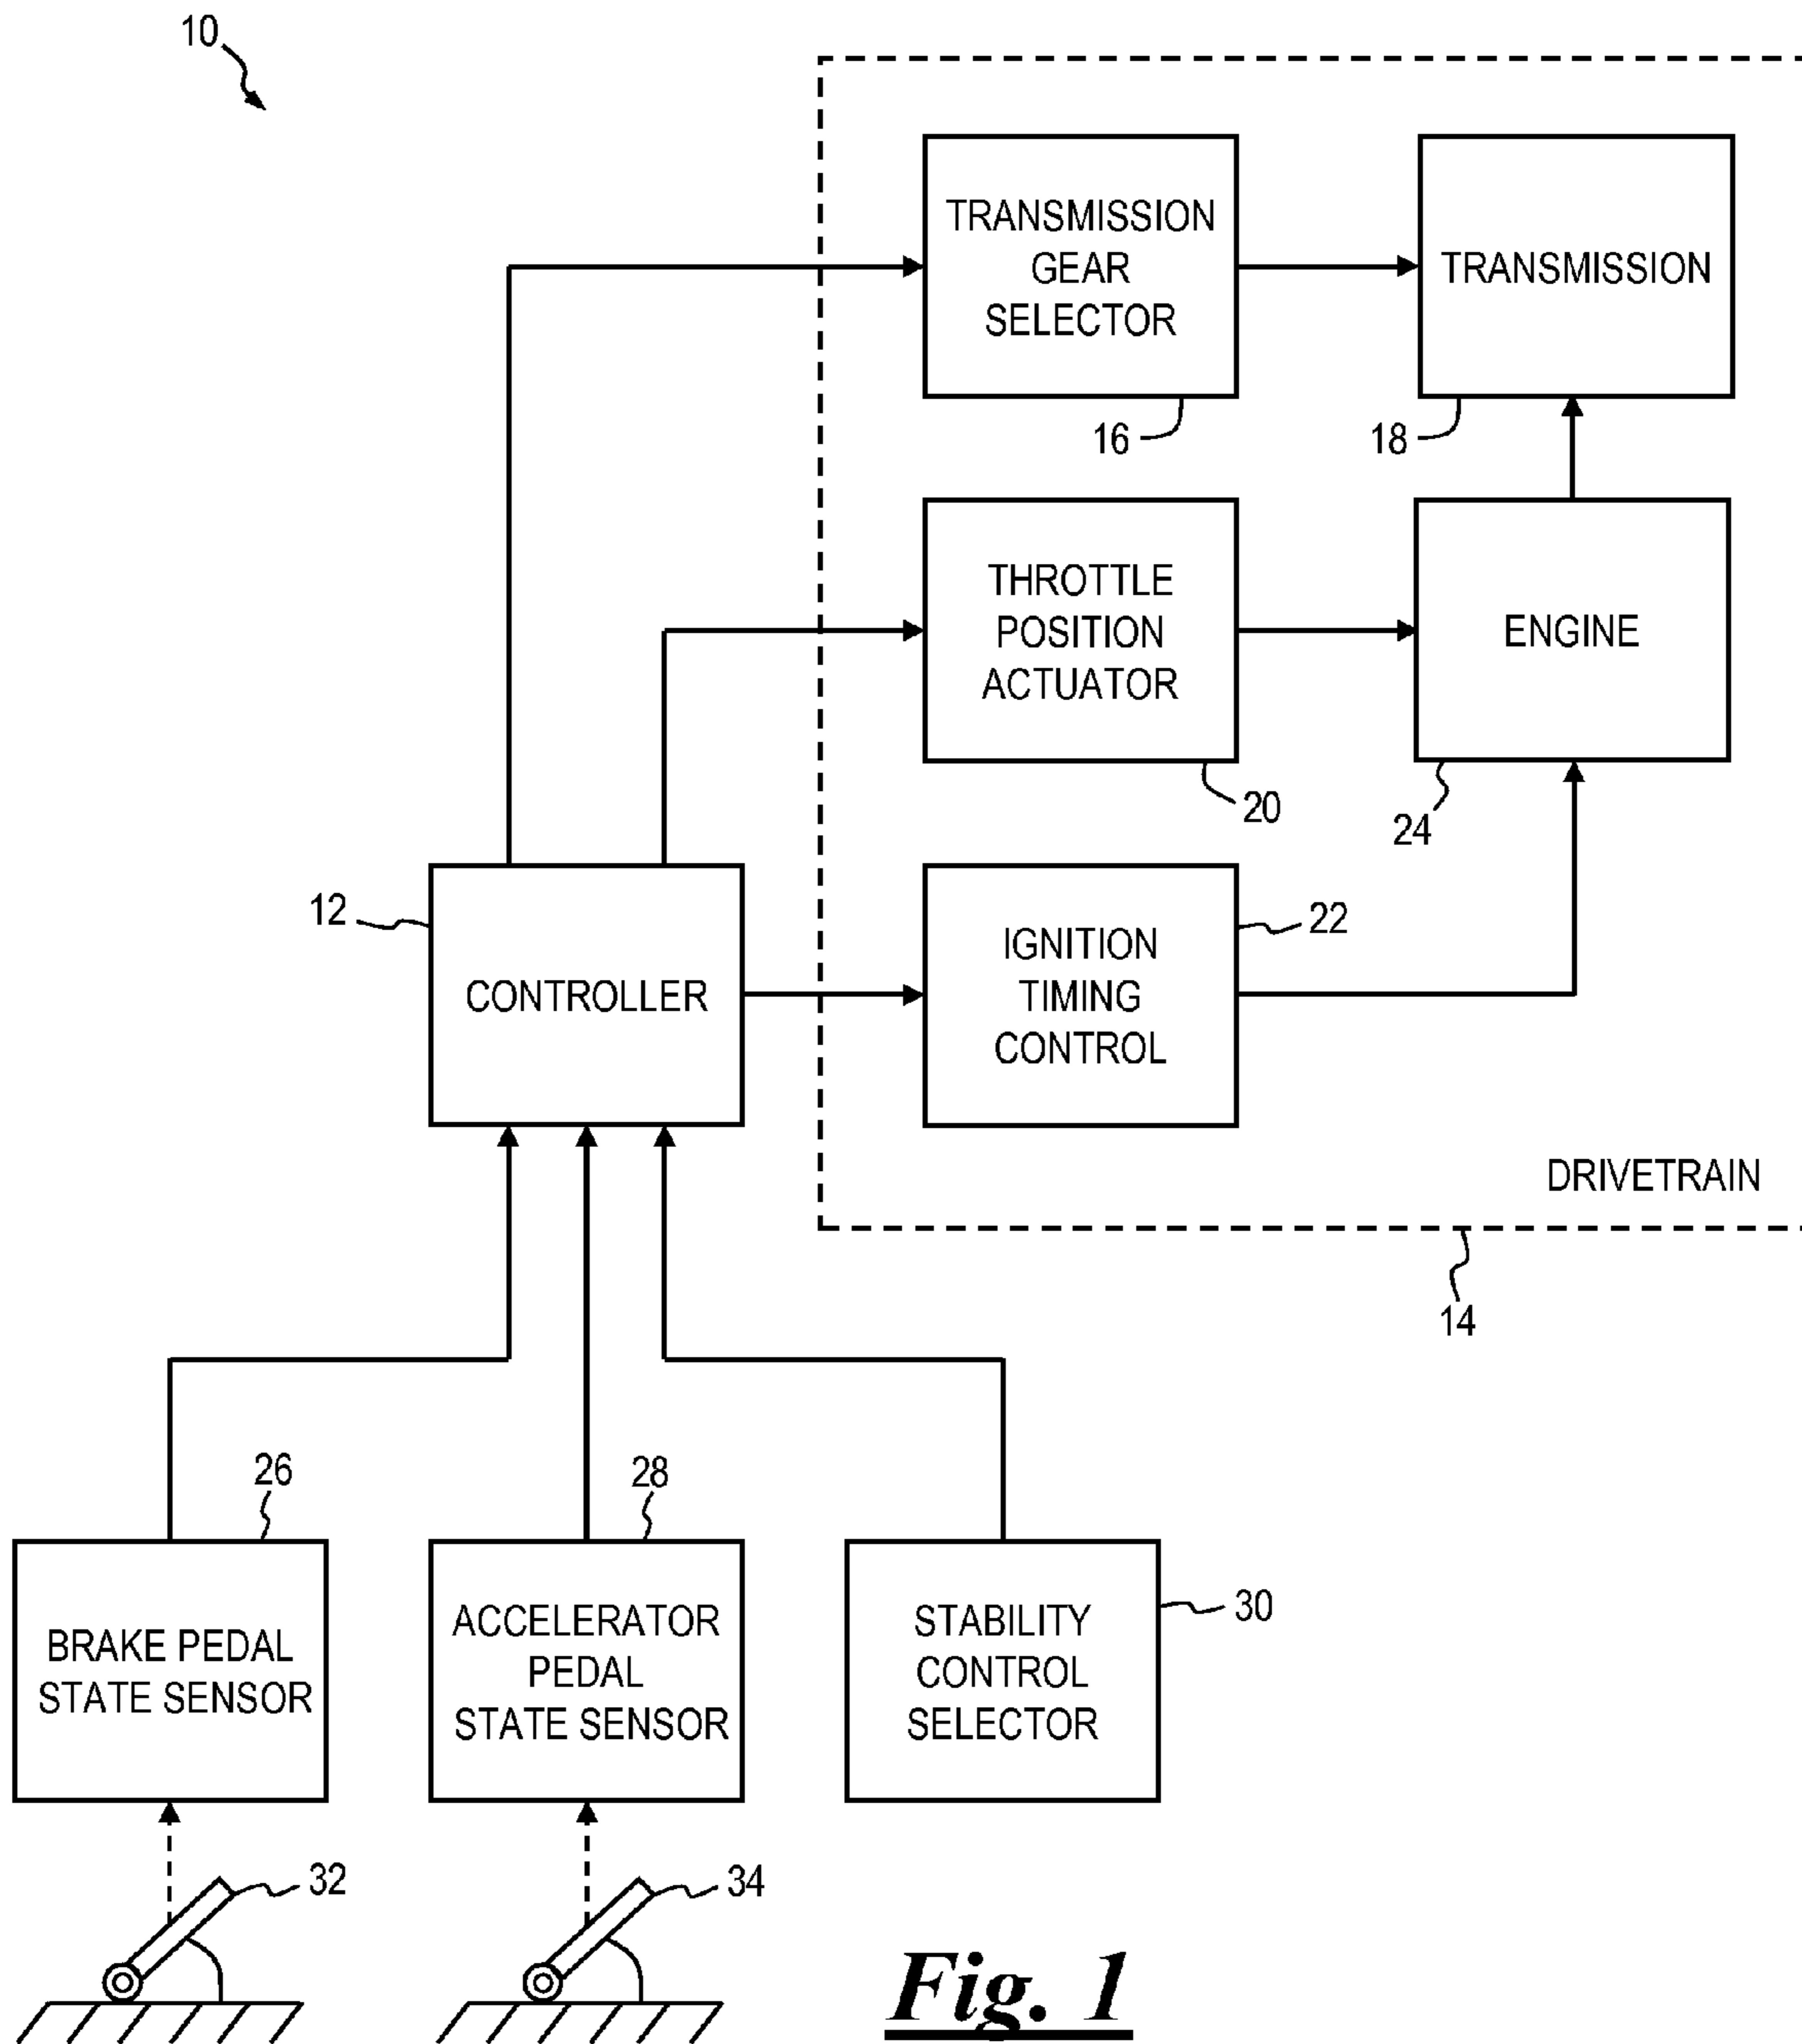 10
TRANSMISSION
GEAR
SELECTOR
TRANSMISSION
16
18
THROTTLE
POSITION
ACTUATOR
ENGINE
20
24
12
CONTROLLER
IGNITION
TIMING
CONTROL
22
DRIVETRAIN
14
26
28
BRAKE PEDAL
STATE SENSOR
ACCELERATOR
PEDAL
STATE SENSOR
STABILITY
CONTROL
SELECTOR
30
32
34
Fig. 1